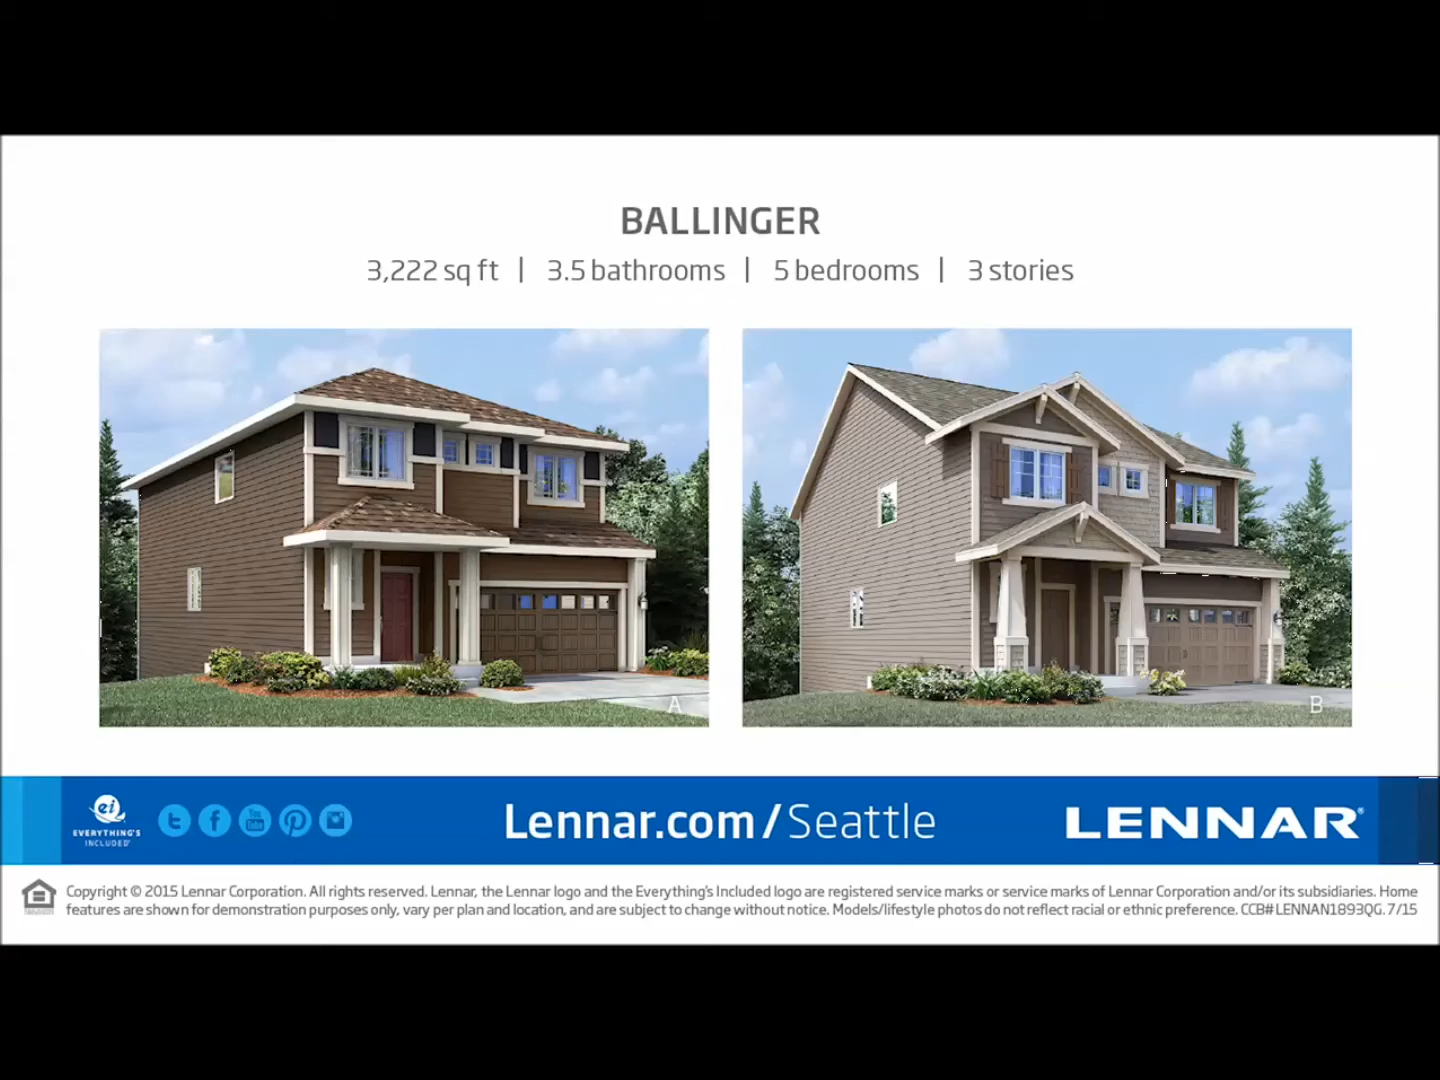 BALLINGER
3,222 sq ft | 3.5 bathrooms | 5 bedrooms | 3 stories
A
B
ei
EVERYTHING'S
INCLUDED®
You
Tube
Lennar.com/Seattle
LENNAR®
Copyright © 2015 Lennar Corporation. All rights reserved. Lennar, the Lennar logo and the Everything's Included logo are registered service marks or service marks of Lennar Corporation and/or its subsidiaries. Home
features are shown for demonstration purposes only, vary per plan and location, and are subject to change without notice. Models/lifestyle photos do not reflect racial or ethnic preference. CCB# LENNAN1893QG. 7/15